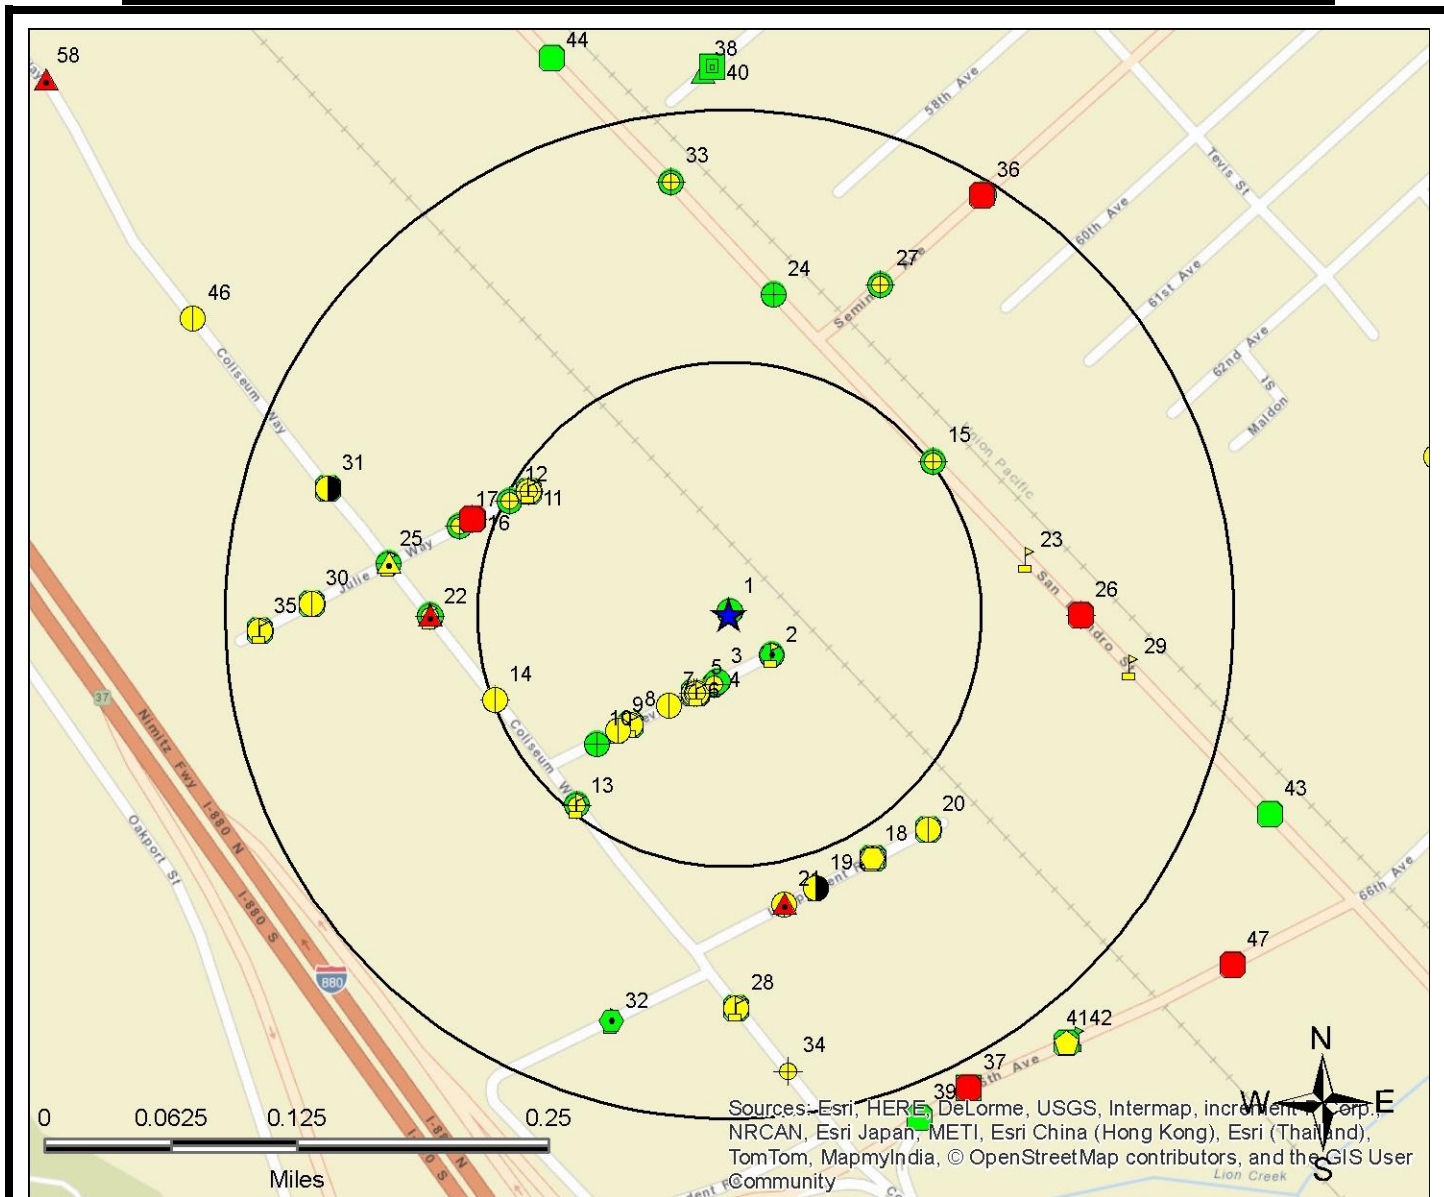 58
44
38
40
58th Ave
33
36
Tevis St
60th Ave
27
24
46
61st Ave
62nd Ave
Coliseum Way
Maldon
15
Union Pacific
31
12
11
17
16
23
25
Julie Way
30
22
35
1
26
2
29
3
5
4
7
6
8
9
10
14
Coliseum
37
Nimitz Fwy I-880 N
13
Oakport St
43
20
18
19
21
66th Ave
I-880 S
880
47
28
32
4142
34
37
N
39
W
E
S
0 0.0625 0.125 0.25
Miles
Sources: Esri, HERE, DeLorme, USGS, Intermap, increment P Corp.,
NRCAN, Esri Japan, METI, Esri China (Hong Kong), Esri (Thailand),
TomTom, MapmyIndia, © OpenStreetMap contributors, and the GIS User
Community
Lion Creek